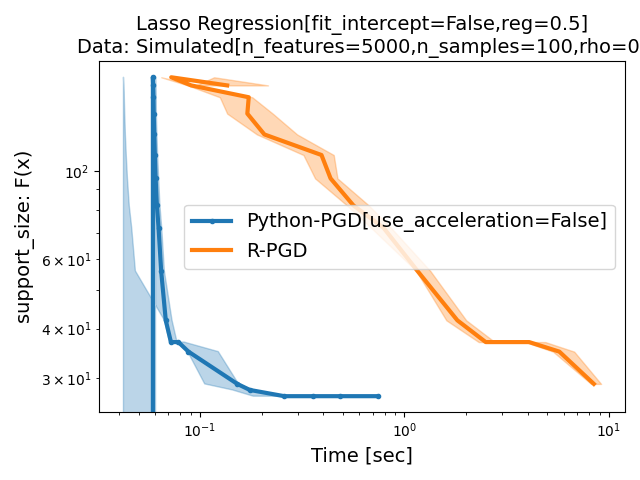 Lasso Regression[fit_intercept=False,reg=0.5]
Data: Simulated[n_features=5000,n_samples=100,rho=0
support_size: F(x)
10²
6 × 10¹
4 × 10¹
3 × 10¹
Python-PGD[use_acceleration=False]
R-PGD
10⁻¹
10⁰
10¹
Time [sec]